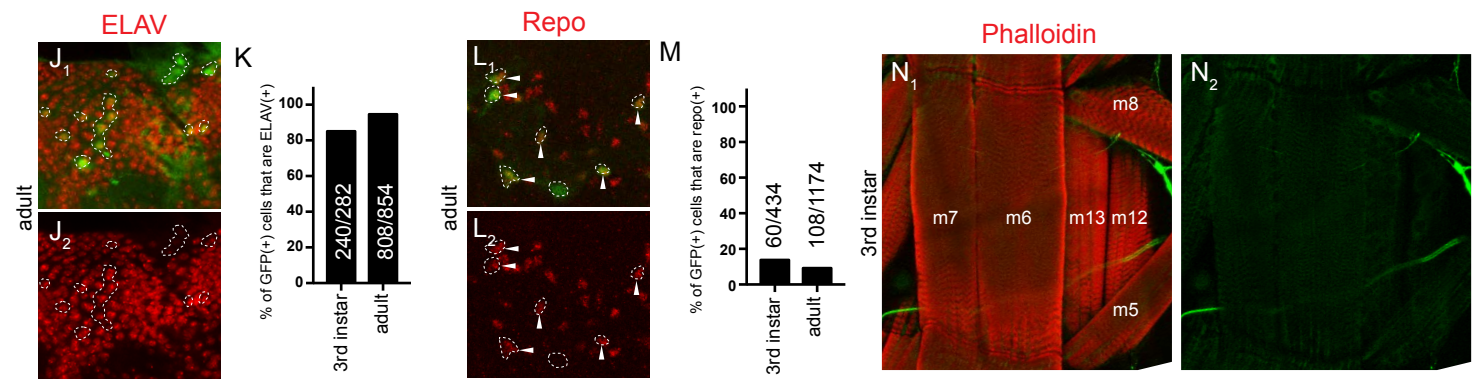 ELAV
Repo
Phalloidin
J1
J2
adult
K
% of GFP(+) cells that are ELAV(+)
100
80
60
40
20
0
240/282
808/854
3rd instar
adult
L1
L2
adult
M
% of GFP(+) cells that are repo(+)
100
80
60
40
20
0
60/434
108/1174
3rd instar
adult
3rd instar
N1
m8
m7
m6
m13
m12
m5
N2